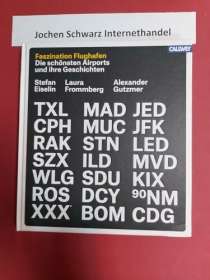 Jochen Schwarz Internethandel
CALLWEY
Faszination Flughafen
Die schönsten Airports
und ihre Geschichten
Stefan Eiselin
Laura Frommberg
Alexander Gutzmer
TXL MAD JED
CPH MUC JFK
RAK STN LED
SZX ILD MVD
WLG SDU KIX
ROS DCY 90NM
XXX* BOM CDG